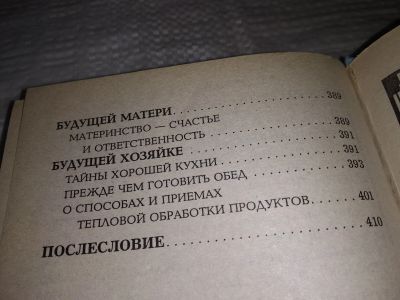 БУДУЩЕЙ МАТЕРИ. . . . . . . . . . . . . . . . . . . 389
МАТЕРИНСТВО — СЧАСТЬЕ
И ОТВЕТСТВЕННОСТЬ . . . . . . . . . . . . . . . 389
БУДУЩЕЙ ХОЗЯЙКЕ . . . . . . . . . . . . . . . . . 391
ТАЙНЫ ХОРОШЕЙ КУХНИ . . . . . . . . . . . . . 391
ПРЕЖДЕ ЧЕМ ГОТОВИТЬ ОБЕД . . . . . . . . . . 393
О СПОСОБАХ И ПРИЕМАХ
ТЕПЛОВОЙ ОБРАБОТКИ ПРОДУКТОВ . . . . . . 401
ПОСЛЕСЛОВИЕ . . . . . . . . . . . . . . . . . . . . . 410